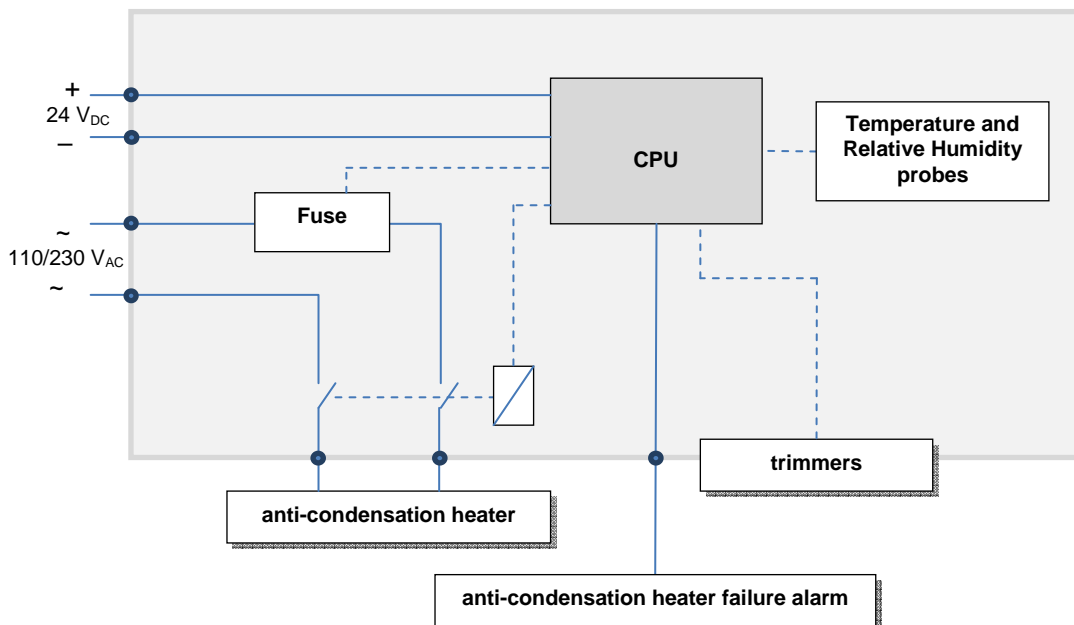 +
24 VDC
–
CPU
Temperature and
Relative Humidity
probes
Fuse
~
110/230 VAC
~
trimmers
anti-condensation heater
anti-condensation heater failure alarm